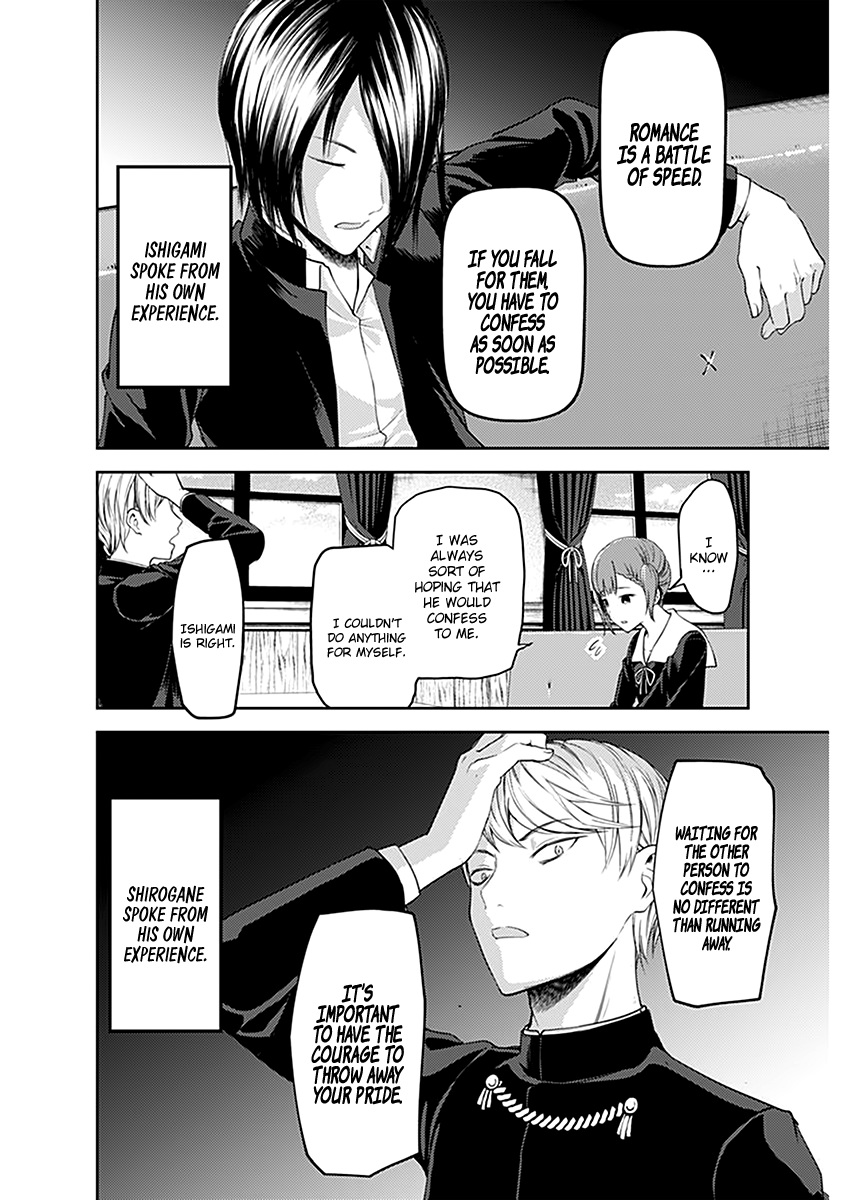 ROMANCE
IS A BATTLE
OF SPEED.
IF YOU FALL
FOR THEM
YOU HAVE TO
CONFESS
AS SOON AS
POSSIBLE.
ISHIGAMI
SPOKE FROM
HIS OWN
EXPERIENCE.
I
KNOW
...
I WAS
ALWAYS
SORT OF
HOPING THAT
HE WOULD
CONFESS
TO ME.
I COULDN'T
DO ANYTHING
FOR MYSELF.
ISHIGAMI
IS RIGHT.
WAITING FOR
THE OTHER
PERSON TO
CONFESS IS
NO DIFFERENT
THAN RUNNING
AWAY.
IT'S
IMPORTANT
TO HAVE THE
COURAGE TO
THROW AWAY
YOUR PRIDE.
SHIROGANE
SPOKE FROM
HIS OWN
EXPERIENCE.